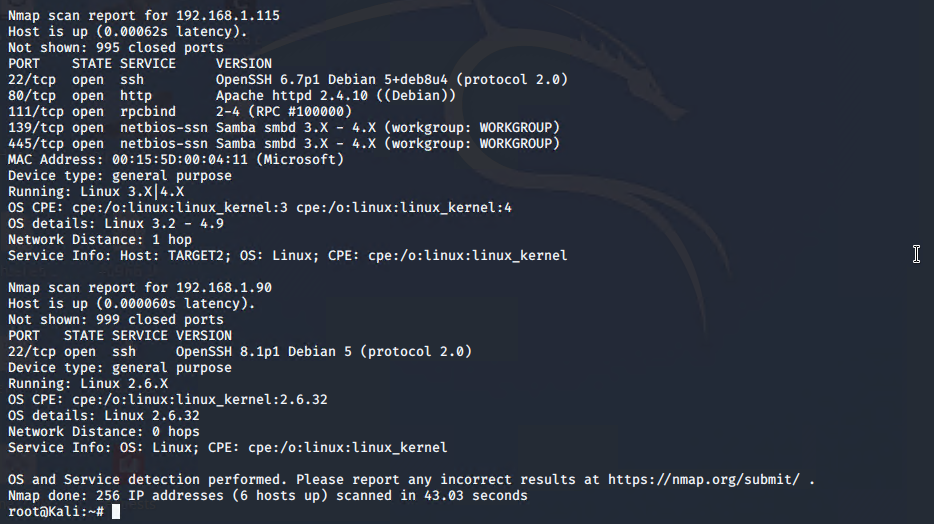 Nmap scan report for 192.168.1.115
Host is up (0.00062s latency).
Not shown: 995 closed ports
PORT    STATE SERVICE     VERSION
22/tcp  open  ssh         OpenSSH 6.7p1 Debian 5+deb8u4 (protocol 2.0)
80/tcp  open  http        Apache httpd 2.4.10 ((Debian))
111/tcp open  rpcbind     2-4 (RPC #100000)
139/tcp open  netbios-ssn Samba smbd 3.X - 4.X (workgroup: WORKGROUP)
445/tcp open  netbios-ssn Samba smbd 3.X - 4.X (workgroup: WORKGROUP)
MAC Address: 00:15:5D:00:04:11 (Microsoft)
Device type: general purpose
Running: Linux 3.X|4.X
OS CPE: cpe:/o:linux:linux_kernel:3 cpe:/o:linux:linux_kernel:4
OS details: Linux 3.2 - 4.9
Network Distance: 1 hop
Service Info: Host: TARGET2; OS: Linux; CPE: cpe:/o:linux:linux_kernel

Nmap scan report for 192.168.1.90
Host is up (0.000060s latency).
Not shown: 999 closed ports
PORT   STATE SERVICE VERSION
22/tcp open  ssh     OpenSSH 8.1p1 Debian 5 (protocol 2.0)
Device type: general purpose
Running: Linux 2.6.X
OS CPE: cpe:/o:linux:linux_kernel:2.6.32
OS details: Linux 2.6.32
Network Distance: 0 hops
Service Info: OS: Linux; CPE: cpe:/o:linux:linux_kernel

OS and Service detection performed. Please report any incorrect results at https://nmap.org/submit/ .
Nmap done: 256 IP addresses (6 hosts up) scanned in 43.03 seconds
root@Kali:~#